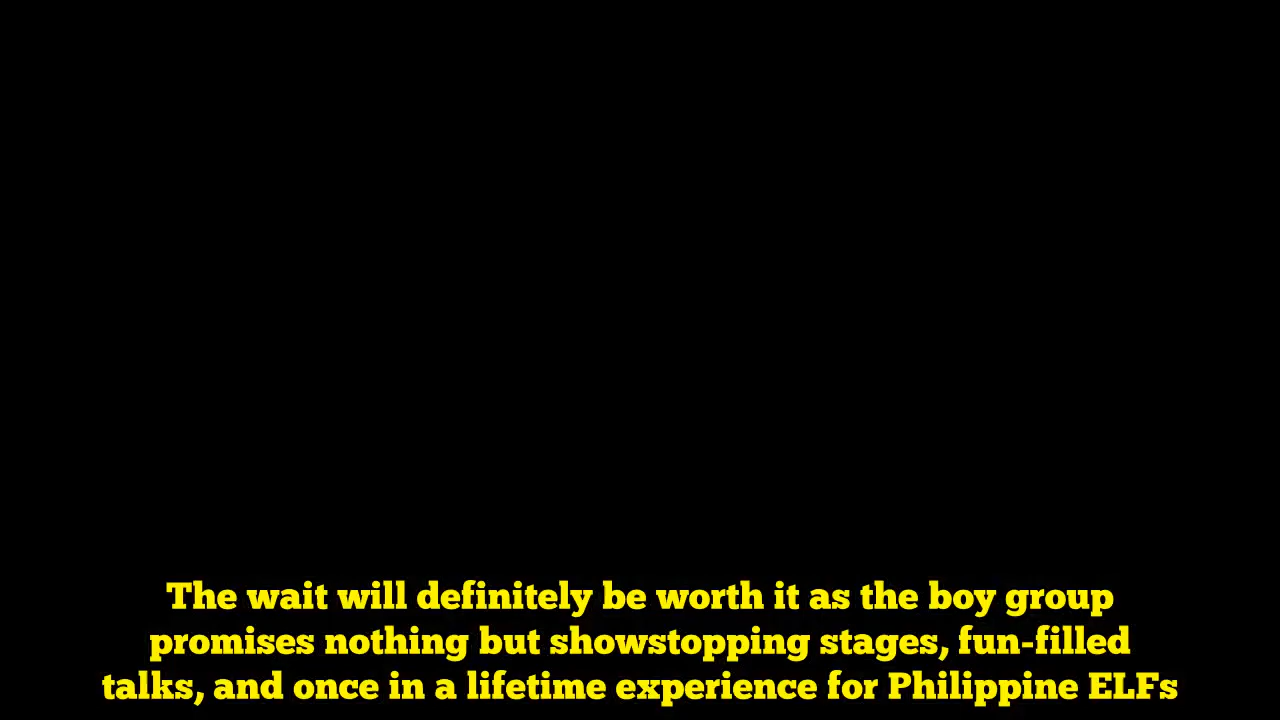 The wait will definitely be worth it as the boy group
promises nothing but showstopping stages, fun-filled
talks, and once in a lifetime experience for Philippine ELFs